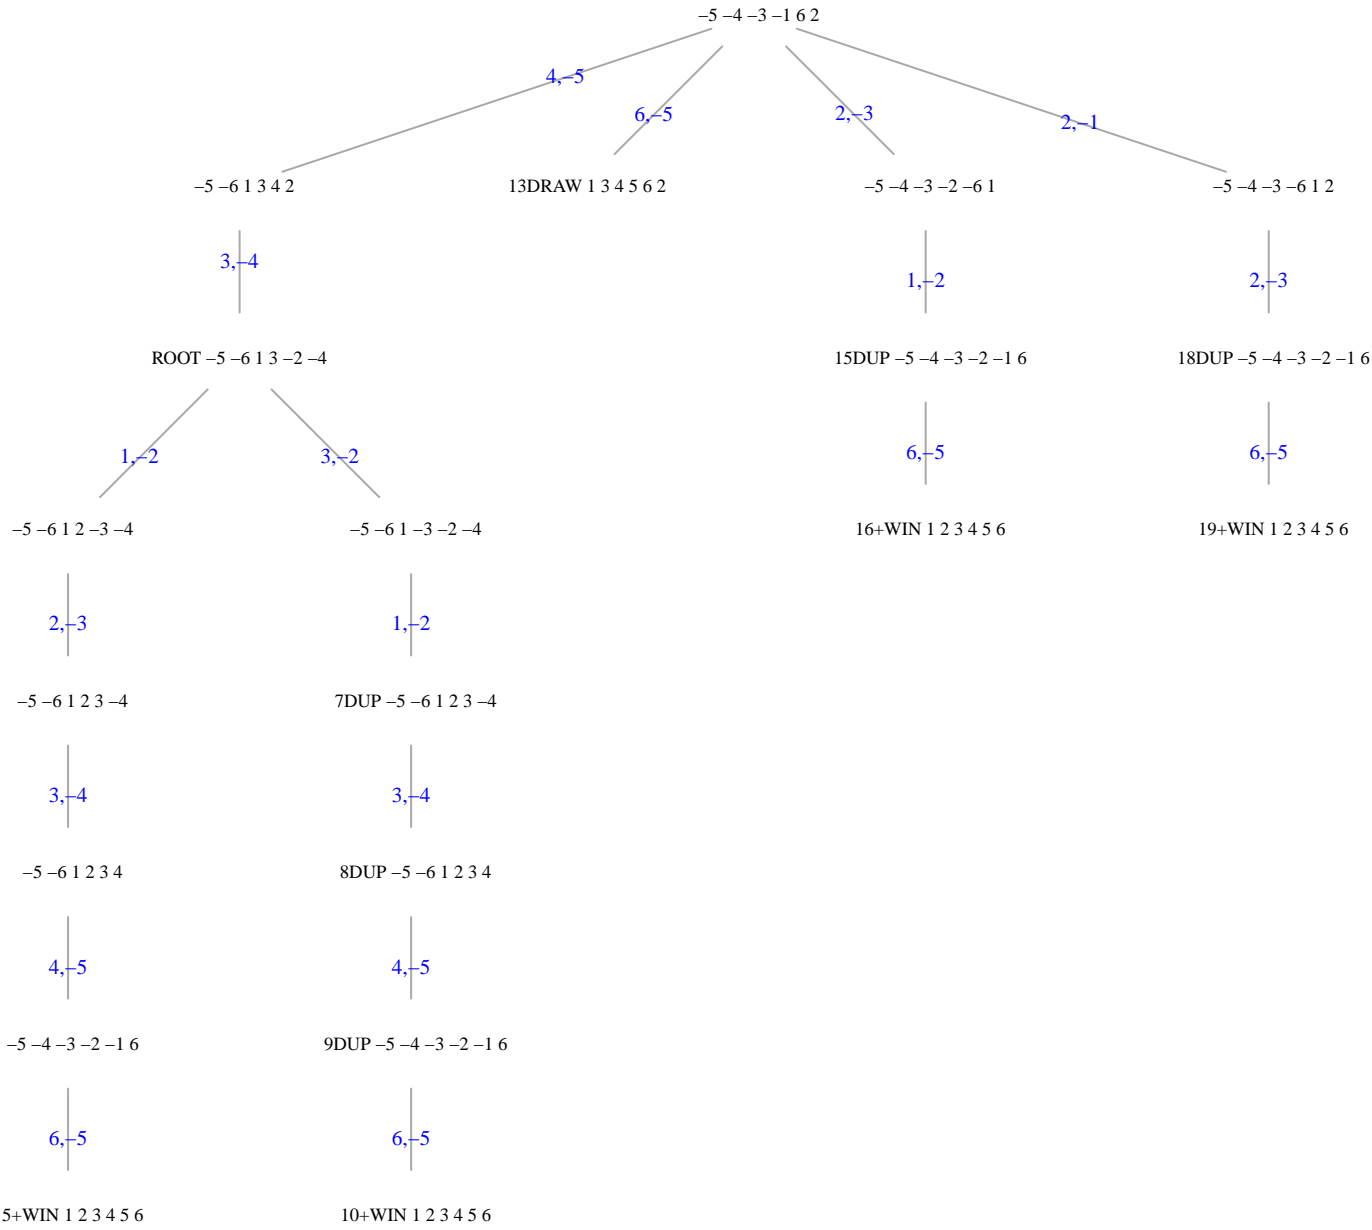 –5 –4 –3 –1 6 2
4,–5
6,–5
2,–3
2,–1
–5 –6 1 3 4 2
13DRAW 1 3 4 5 6 2
–5 –4 –3 –2 –6 1
–5 –4 –3 –6 1 2
3,–4
1,–2
2,–3
ROOT –5 –6 1 3 –2 –4
15DUP –5 –4 –3 –2 –1 6
18DUP –5 –4 –3 –2 –1 6
1,–2
3,–2
6,–5
6,–5
–5 –6 1 2 –3 –4
–5 –6 1 –3 –2 –4
16+WIN 1 2 3 4 5 6
19+WIN 1 2 3 4 5 6
2,–3
1,–2
–5 –6 1 2 3 –4
7DUP –5 –6 1 2 3 –4
3,–4
3,–4
–5 –6 1 2 3 4
8DUP –5 –6 1 2 3 4
4,–5
4,–5
–5 –4 –3 –2 –1 6
9DUP –5 –4 –3 –2 –1 6
6,–5
6,–5
5+WIN 1 2 3 4 5 6
10+WIN 1 2 3 4 5 6